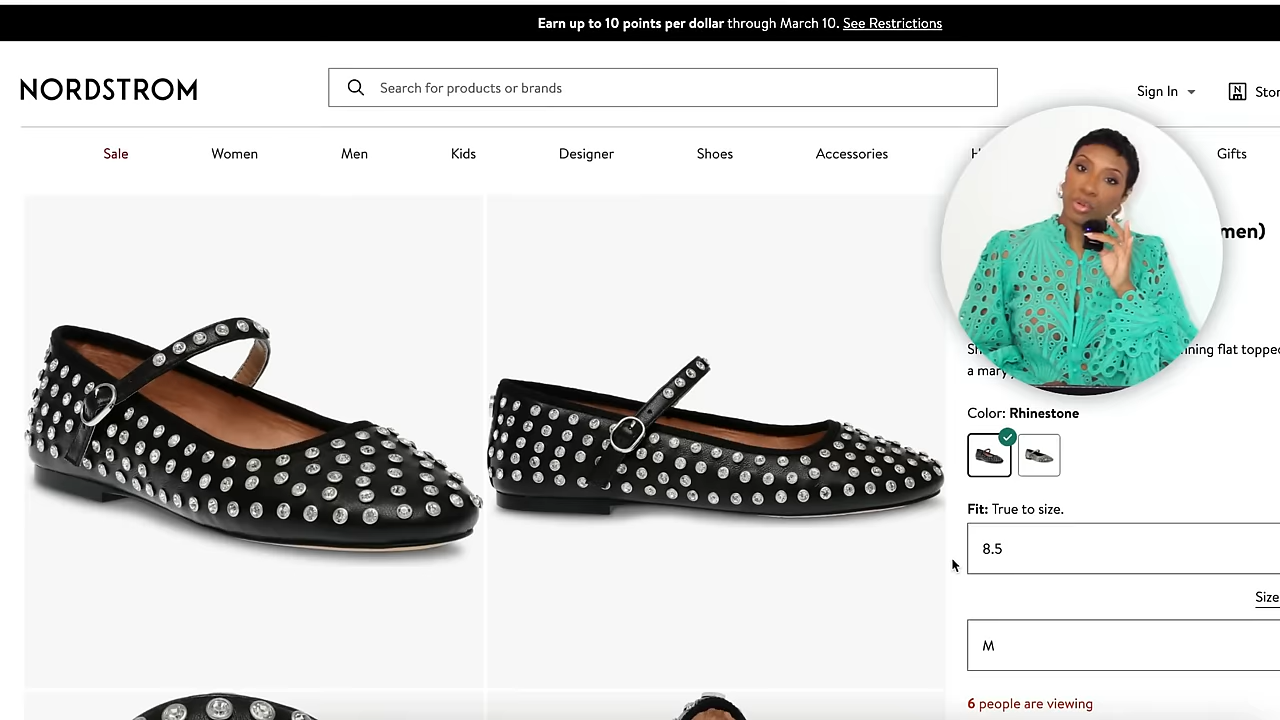 Earn up to 10 points per dollar through March 10. See Restrictions
NORDSTROM
Search for products or brands
Sign In
Sale
Women
Men
Kids
Designer
Shoes
Accessories
Gifts
a mary
Color: Rhinestone
Fit: True to size.
8.5
Size
M
6 people are viewing